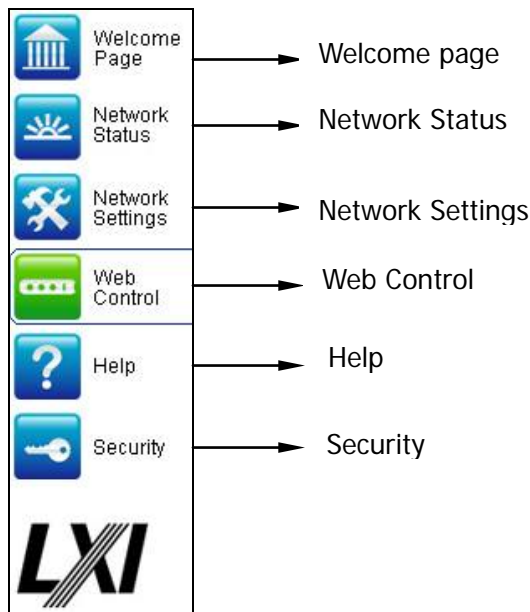 Welcome
Page
Welcome page
Network
Status
Network Status
Network
Settings
Network Settings
Web
Control
Web Control
Help
Help
Security
Security
LXI